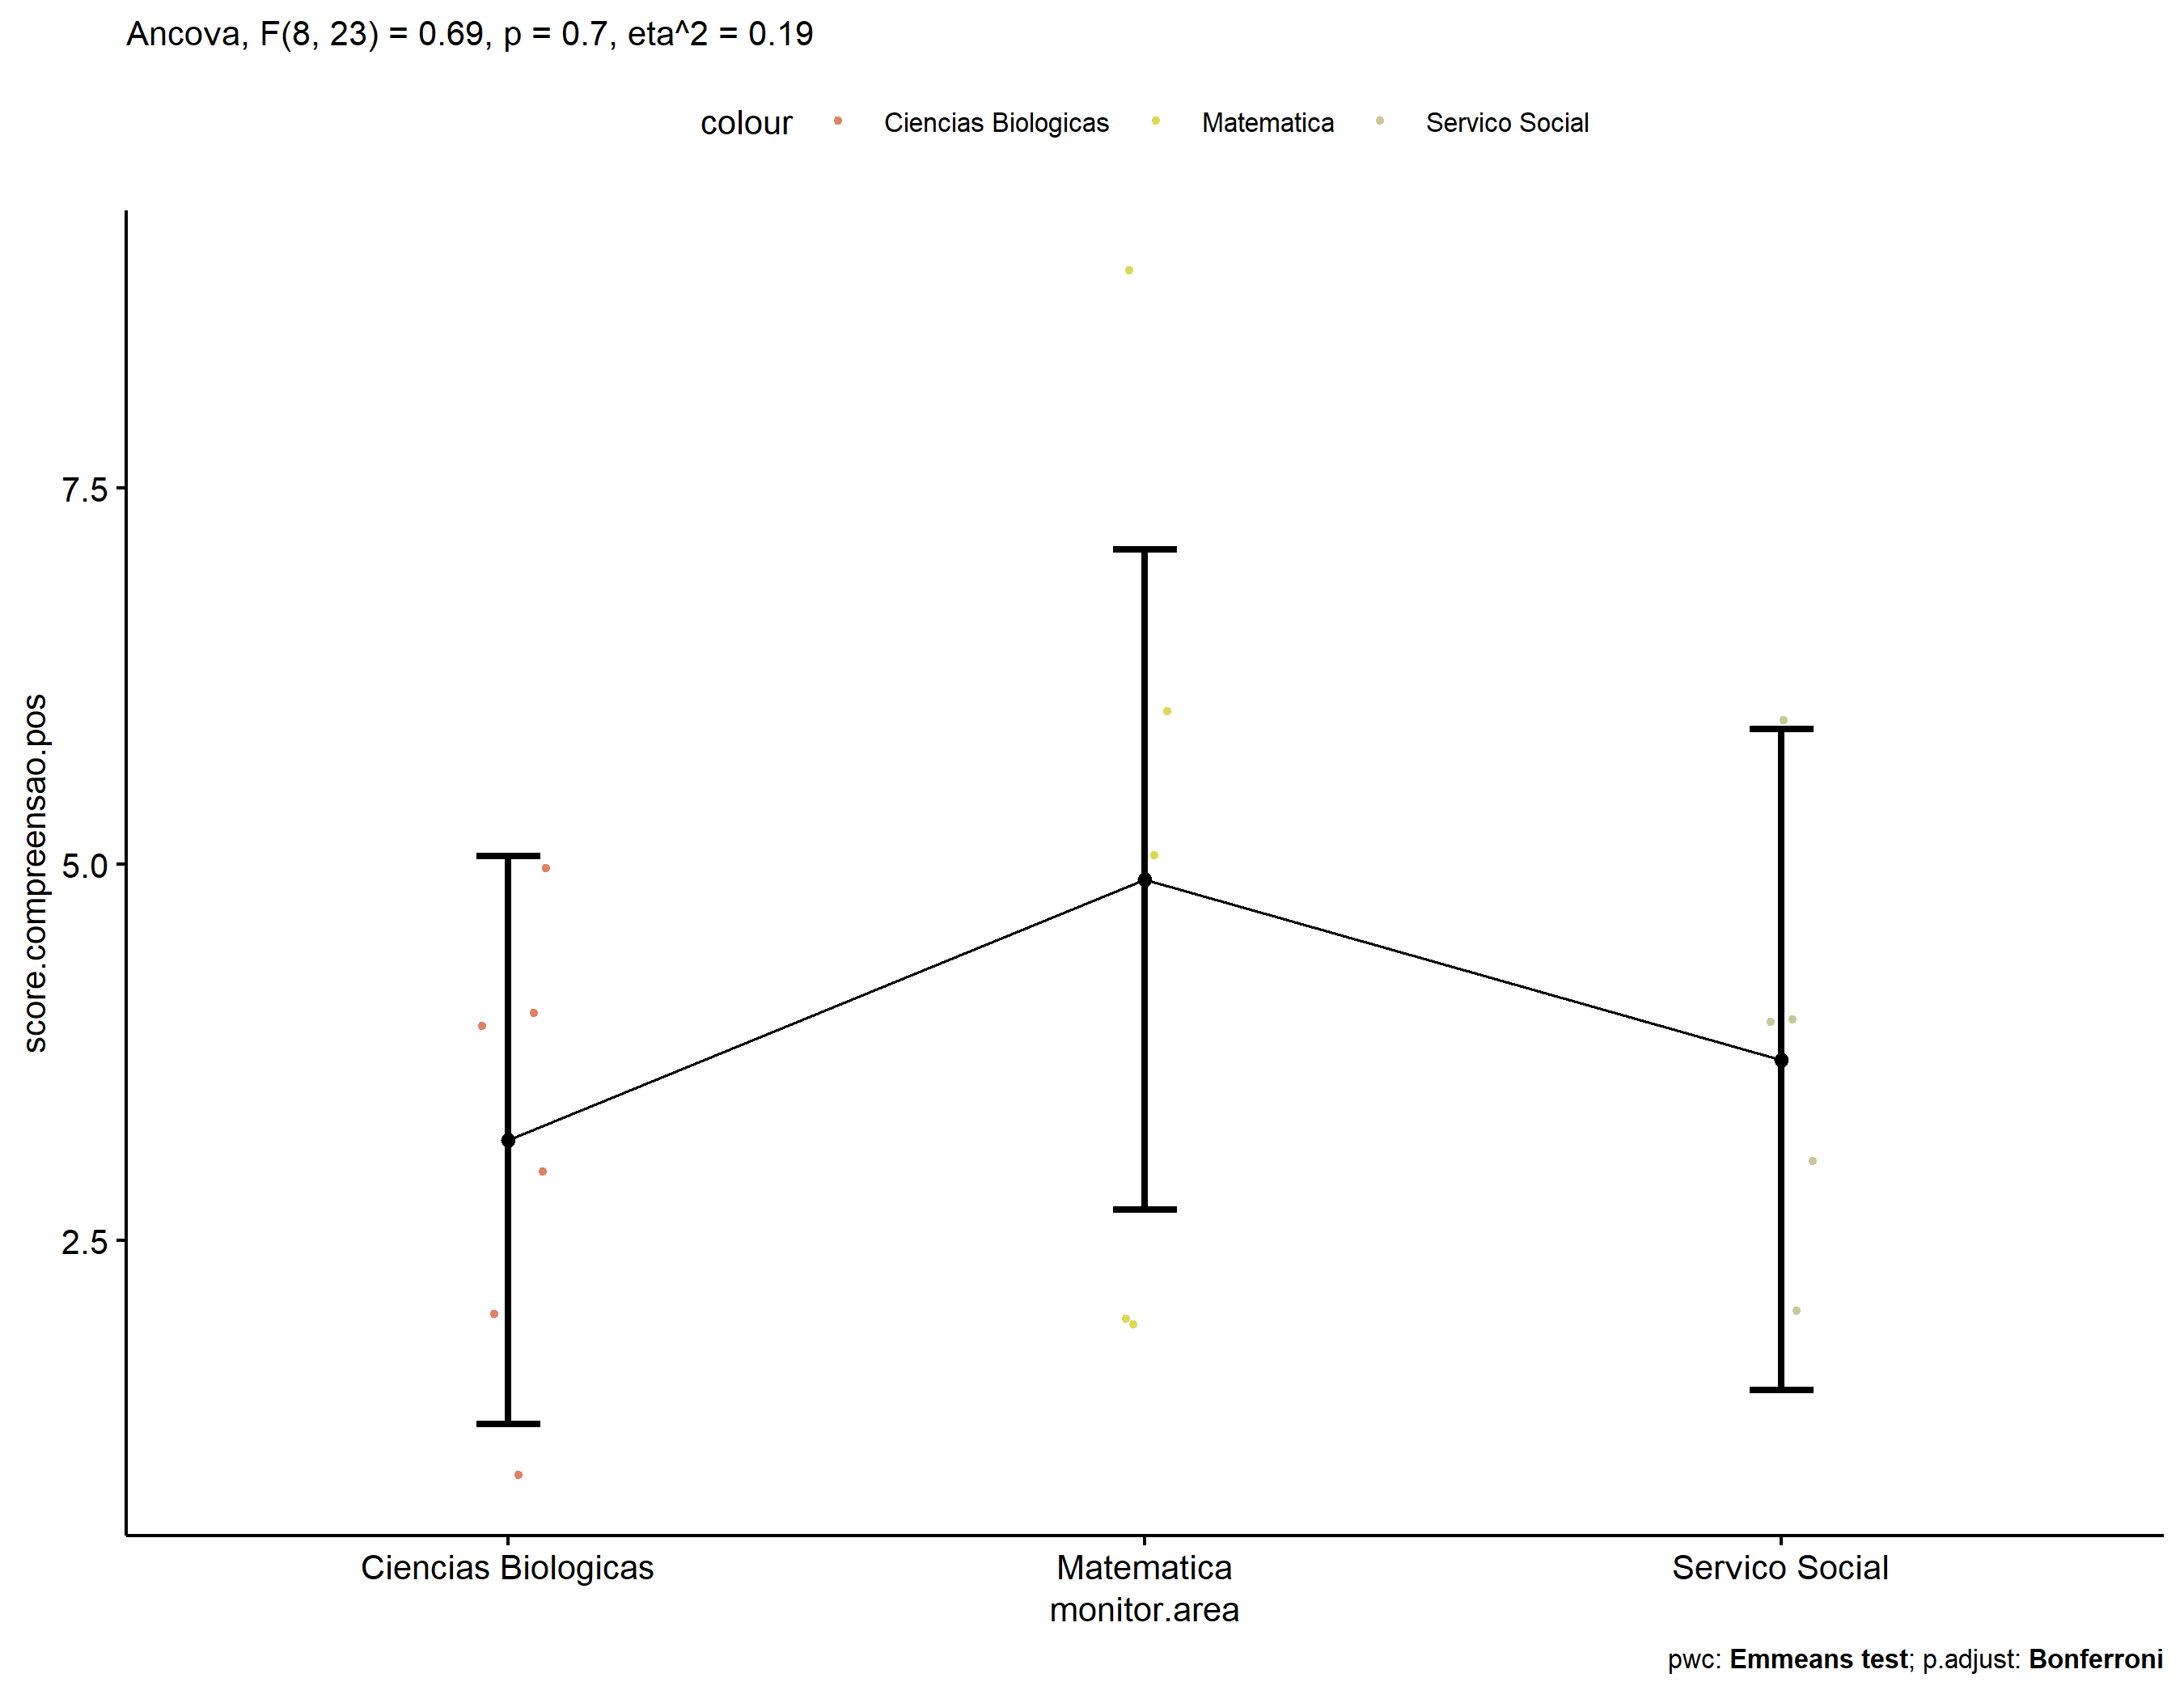 Ancova, F(8, 23) = 0.69, p = 0.7, eta^2 = 0.19
colour Ciencias Biologicas Matematica Servico Social
7.5
5.0
2.5
score.compreensao.pos
Ciencias Biologicas Matematica Servico Social
monitor.area
pwc: Emmeans test; p.adjust: Bonferroni